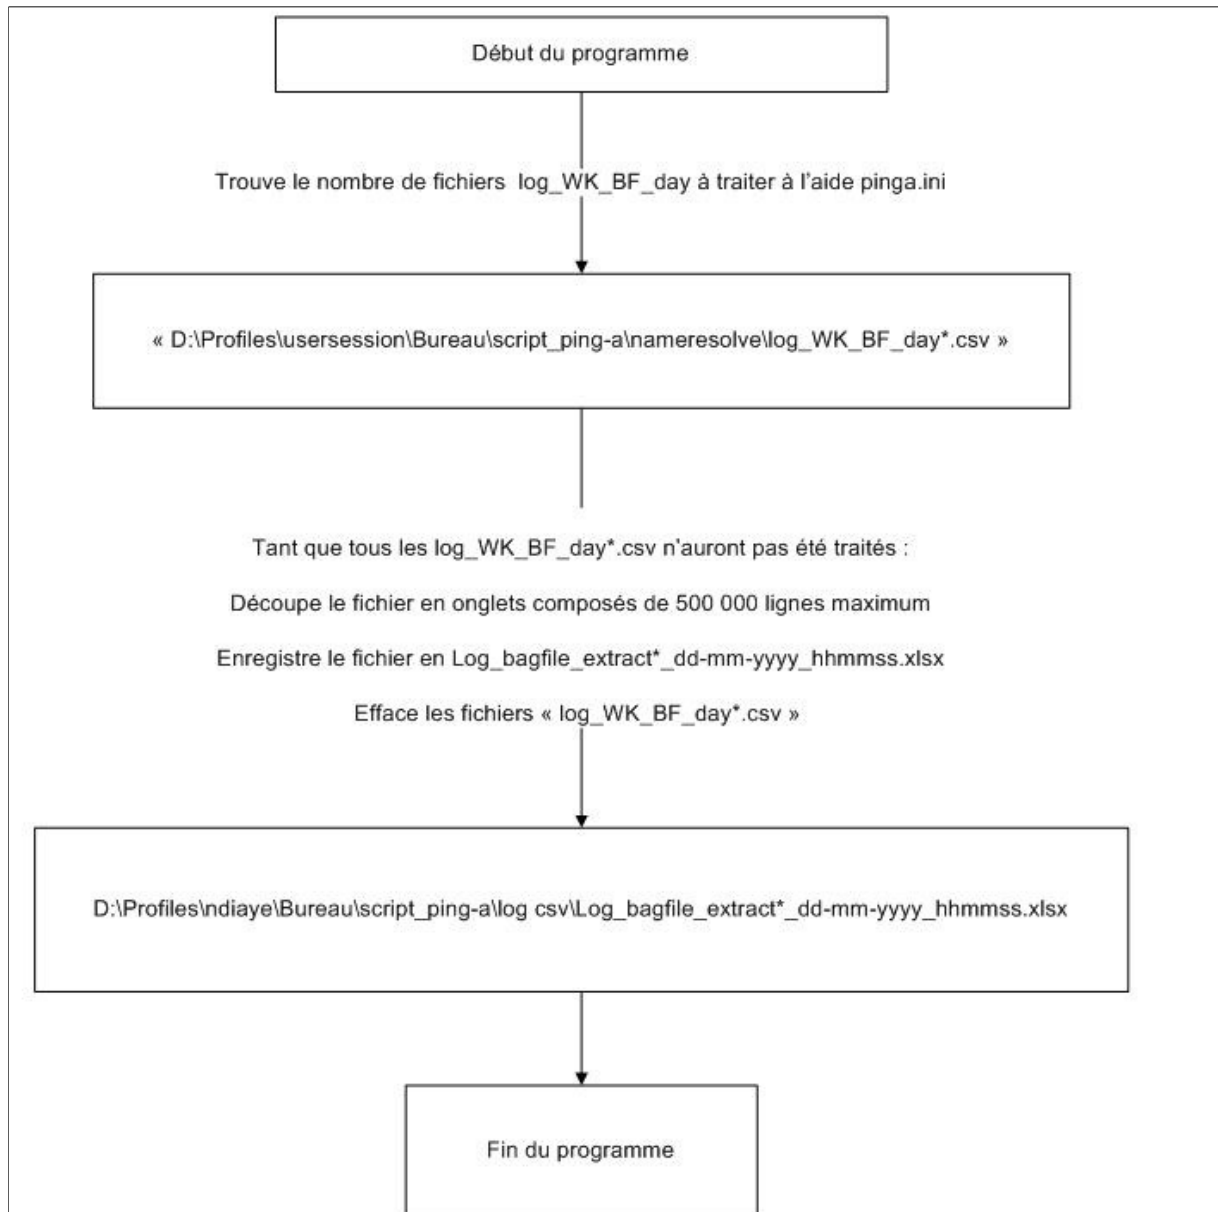 Début du programme
Trouve le nombre de fichiers  log_WK_BF_day à traiter à l'aide pinga.ini
« D:\Profiles\usersession\Bureau\script_ping-a\nameresolve\log_WK_BF_day*.csv »
Tant que tous les log_WK_BF_day*.csv n'auront pas été traités :
Découpe le fichier en onglets composés de 500 000 lignes maximum
Enregistre le fichier en Log_bagfile_extract*_dd-mm-yyyy_hhmmss.xlsx
Efface les fichiers « log_WK_BF_day*.csv »
D:\Profiles\ndiaye\Bureau\script_ping-a\log csv\Log_bagfile_extract*_dd-mm-yyyy_hhmmss.xlsx
Fin du programme